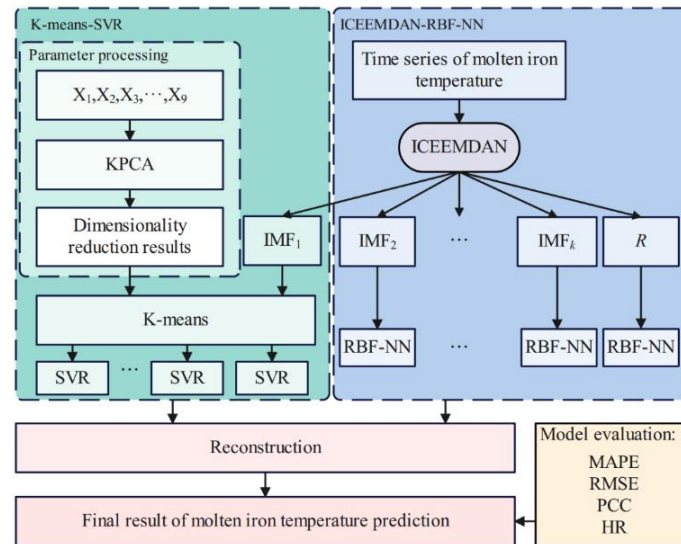 K-means-SVR
Parameter processing
X₁,X₂,X₃,···,X₉
KPCA
Dimensionality
reduction results
IMF₁
K-means
SVR
···
SVR
SVR
ICEEMDAN-RBF-NN
Time series of molten iron
temperature
ICEEMDAN
IMF₂
···
IMFₖ
R
RBF-NN
···
RBF-NN
RBF-NN
Reconstruction
Final result of molten iron temperature prediction
Model evaluation:
MAPE
RMSE
PCC
HR